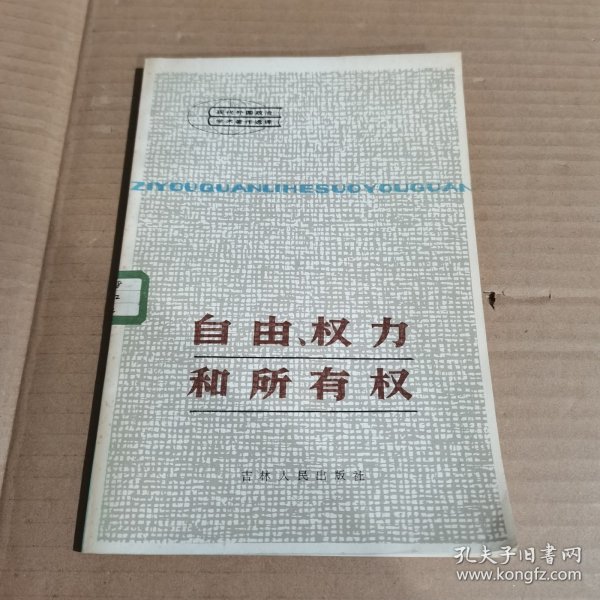 现代外国政治
学术著作选译
ZIYOUQUANLIHESUOYOUQUAN
自由、权力
和所有权
吉林人民出版社
孔夫子旧书网
www.kongfz.com